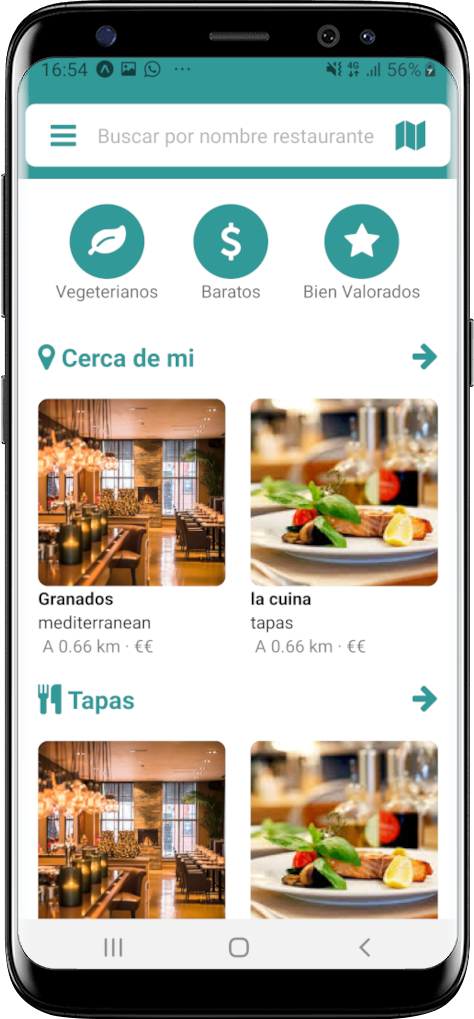 16:54 ··· 4G 56%
Buscar por nombre restaurante
$
Vegeterianos Baratos Bien Valorados
Cerca de mi
Granados la cuina
mediterranean tapas
A 0.66 km · €€ A 0.66 km · €€
Tapas